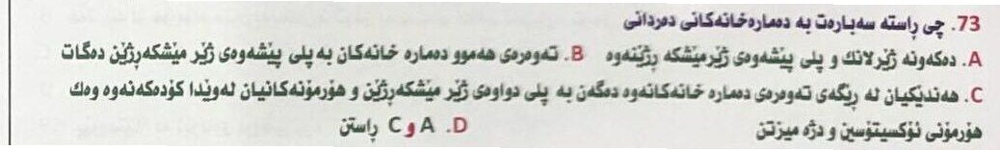 73. چی ڕاستە سەبارەت بە دەمارەخانەکانی دەردانی
A. دەکەونە ژێرلانك و پلی پێشەوەی ژێرمێشکە ڕژێنەوە B. تەوەرەی هەموو دەمارە خانەکان بە پلی پێشەوەی ژێر مێشکەڕژێن دەگات
C. هەندێکیان لە ڕێگەی تەوەرەی دەمارە خانەکانەوە دەگەن بە پلی دواوەی ژێر مێشکەڕژێن و هۆرمۆنەکانیان لەوێدا کۆدەکەنەوە وەك
هۆرمۆنی ئۆکسیتۆسین و دژە میزتن D. A و C ڕاستن